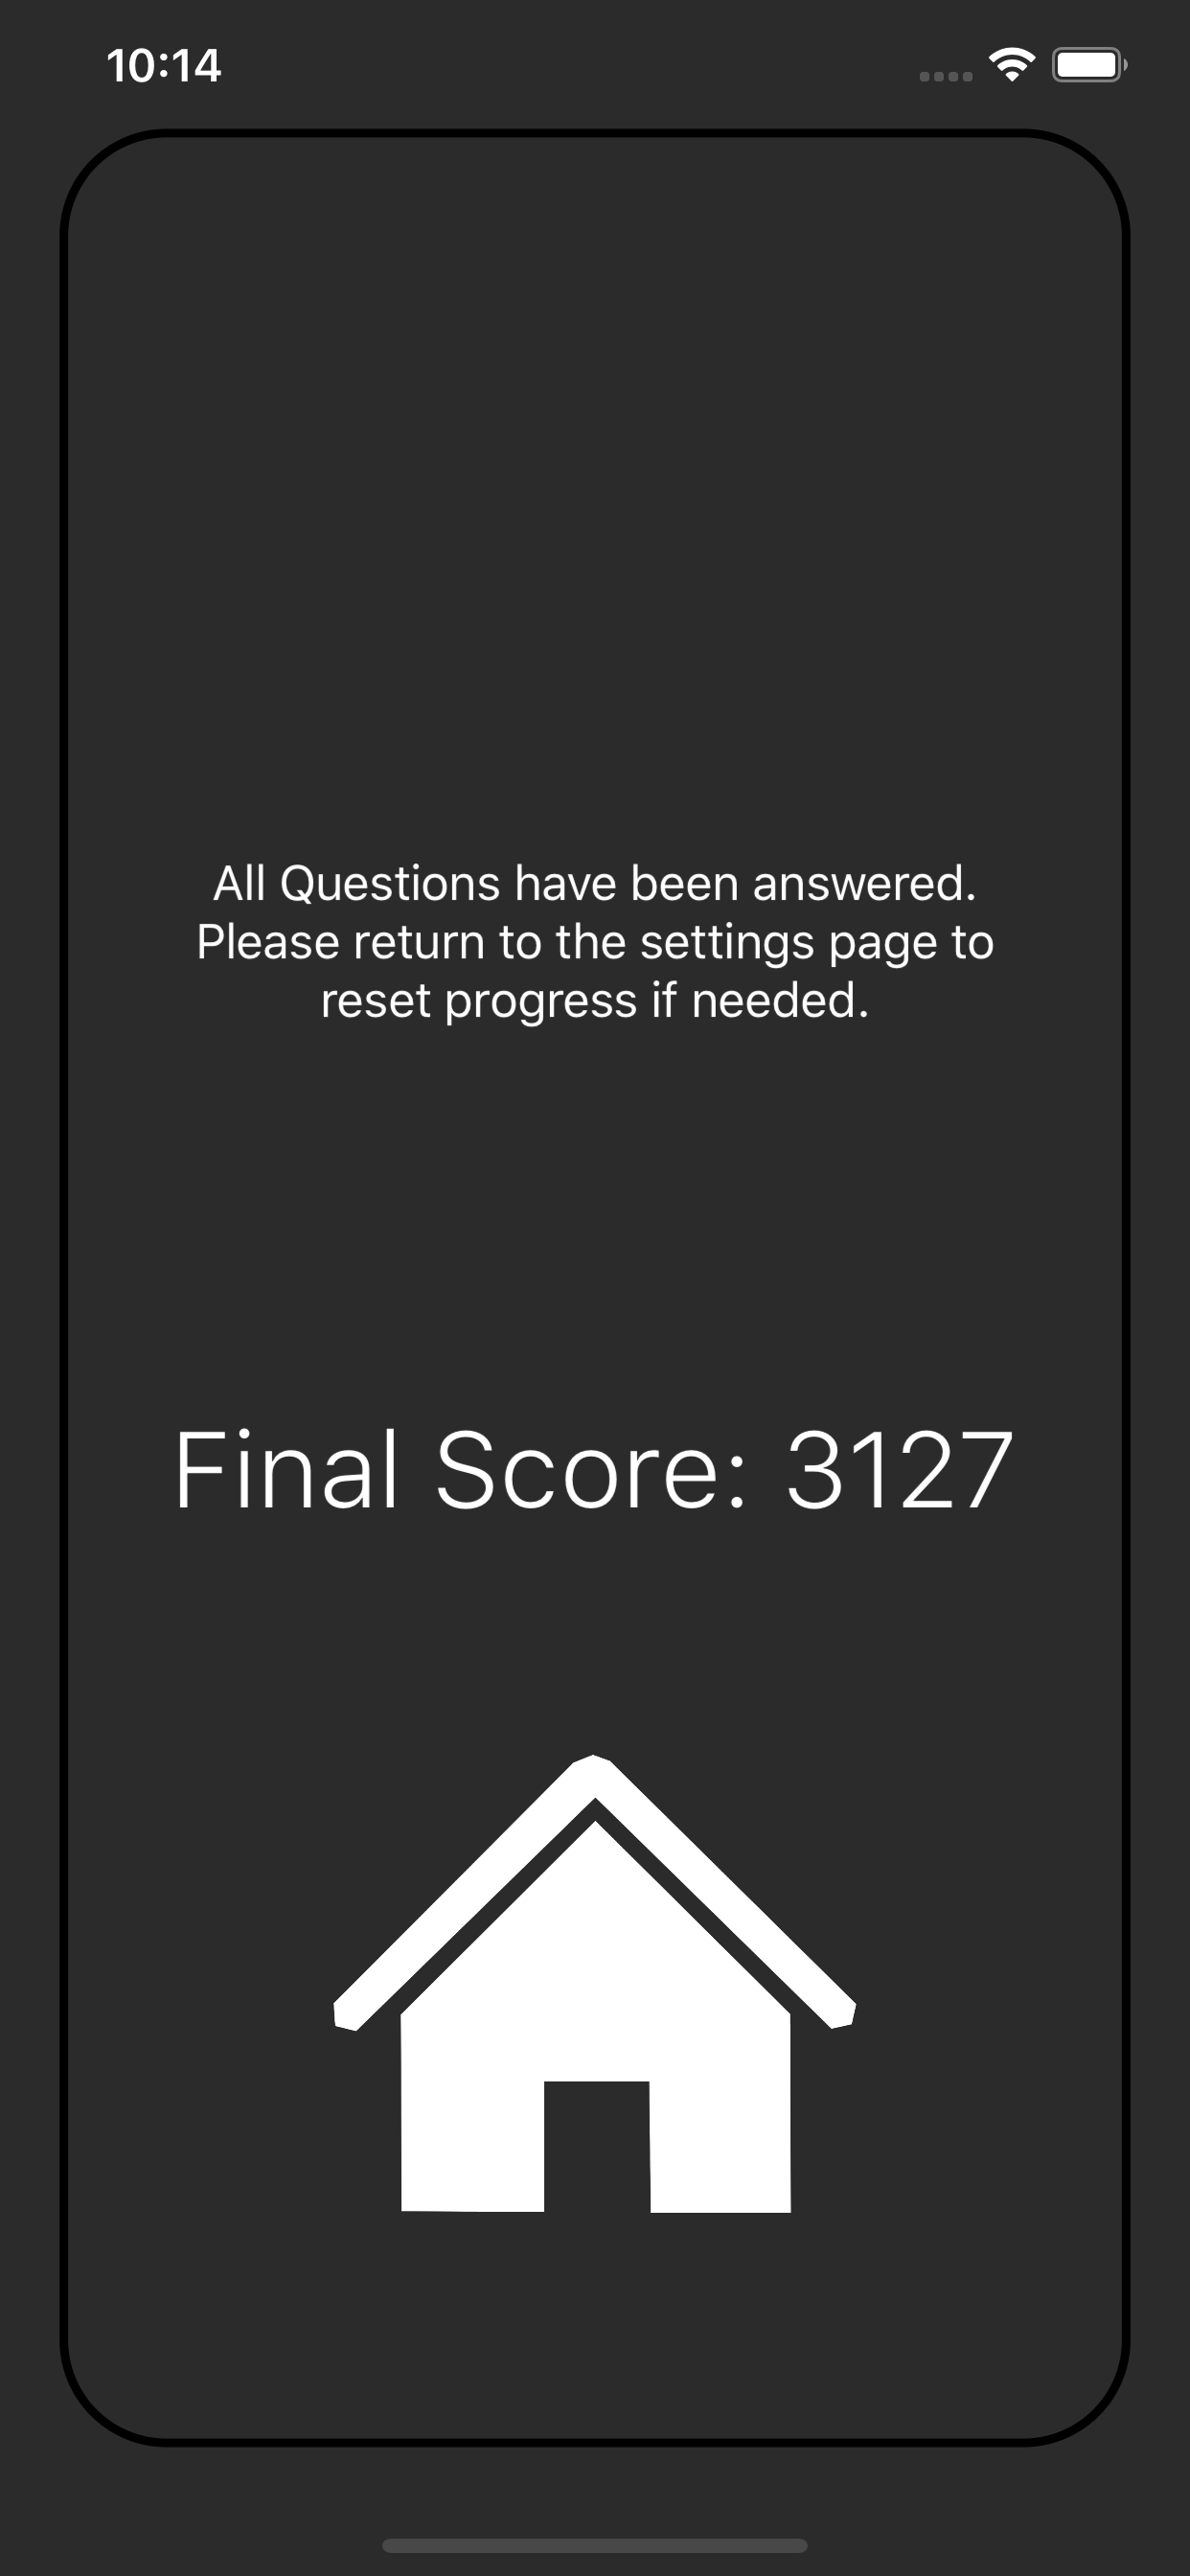 10:14
All Questions have been answered.
Please return to the settings page to
reset progress if needed.
Final Score: 3127